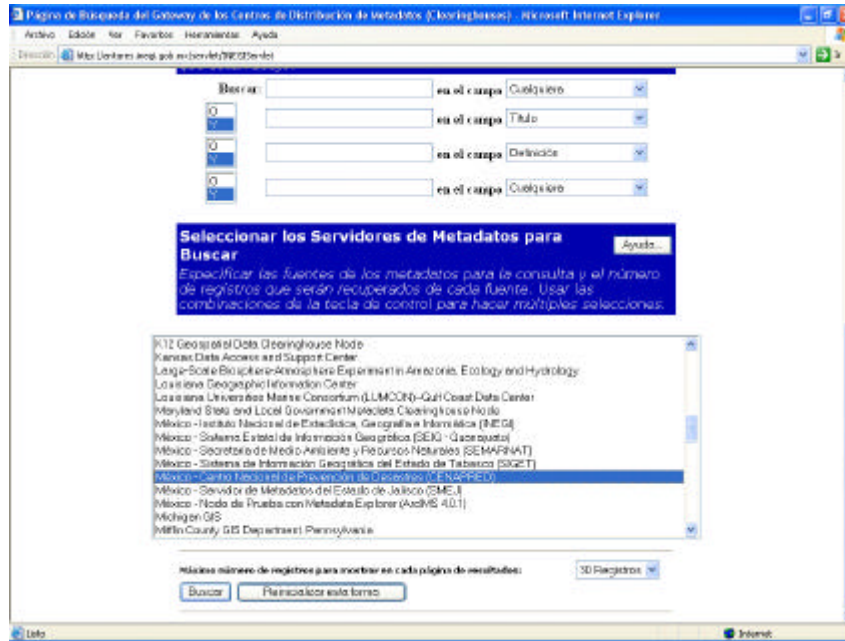 Página de Búsqueda del Gateway de los Centros de Distribución de Metadatos (Clearinghouses) - Microsoft Internet Explorer
Archivo Edición Ver Favoritos Herramientas Ayuda
Dirección
Buscar: en el campo Cualquiera
O
Y
en el campo Título
O
Y
en el campo Definición
O
Y
en el campo Cualquiera
Seleccionar los Servidores de Metadatos para
Buscar
Ayuda...
Especificar las fuentes de los metadatos para la consulta y el número
de registros que serán recuperados de cada fuente. Usar las
combinaciones de la tecla de control para hacer múltiples selecciones.
K12 Geospatial Data Clearinghouse Node
Kansas Data Access and Support Center
Large-Scale Biosphere-Atmosphere Experiment in Amazonia, Ecology and Hydrology
Louisiana Geographic Information Center
Louisiana Universities Marine Consortium (LUMCON)-Gulf Coast Data Center
Maryland State and Local Government Metadata Clearinghouse Node
México - Instituto Nacional de Estadística, Geografía e Informática (INEGI)
México - Sistema Estatal de Información Geográfica (SEIG -
México - Secretaría de Medio Ambiente y Recursos Naturales (SEMARNAT)
México - Sistema de Información Geográfica del Estado de Tabasco (SIGET)
México - Centro Nacional de Prevención de Desastres (CENAPRED)
México - Servidor de Metadatos del Estado de Jalisco (SMEJ)
México - Nodo de Prueba con Metadata Explorer (ArcIMS 4.0.1)
Michigan GIS
Mifflin County GIS Department Pennsylvania
Máximo número de registros para mostrar en cada página de resultados: 30 Registros
Buscar Reinicializar esta forma
Listo Internet